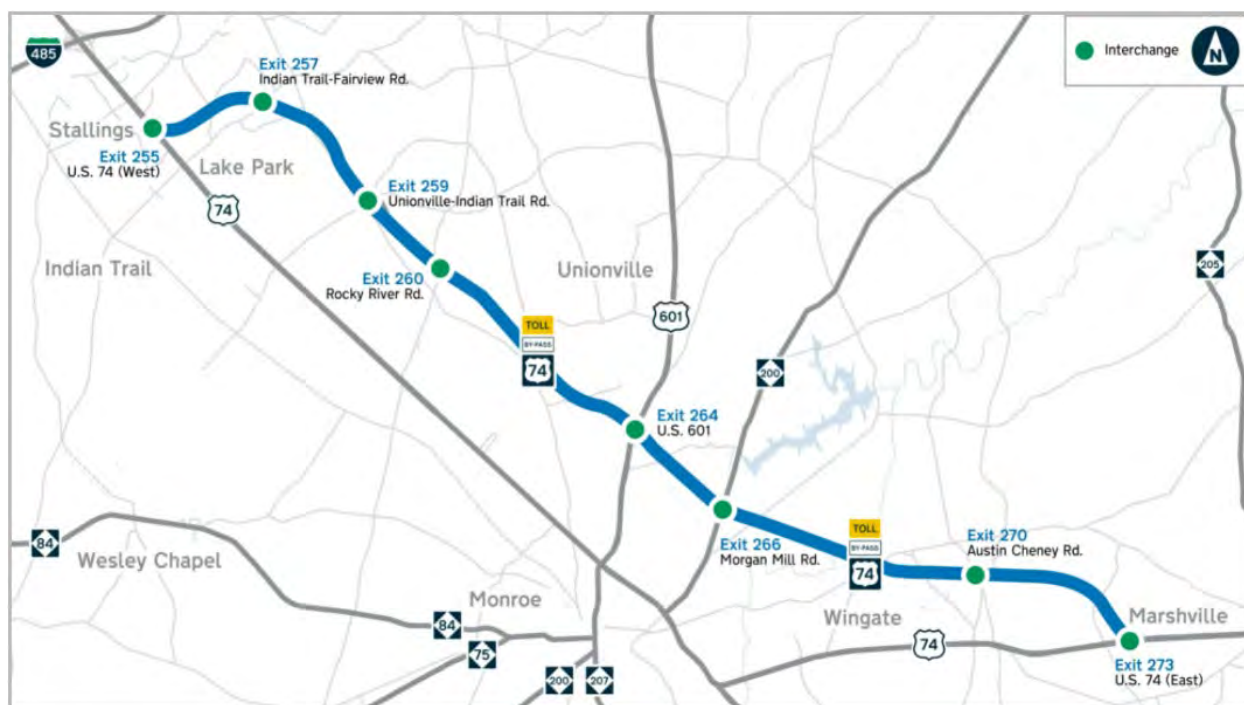 Interchange
N
485
Exit 257
Indian Trail-Fairview Rd.
Stallings
Exit 255
U.S. 74 (West)
Lake Park
Exit 259
Unionville-Indian Trail Rd.
74
Indian Trail
Exit 260
Rocky River Rd.
Unionville
205
601
TOLL
BY-PASS
74
200
Exit 264
U.S. 601
84
Wesley Chapel
Exit 266
Morgan Mill Rd.
TOLL
BY-PASS
74
Exit 270
Austin Cheney Rd.
Monroe
84
75
Wingate
Marshville
74
200
207
Exit 273
U.S. 74 (East)